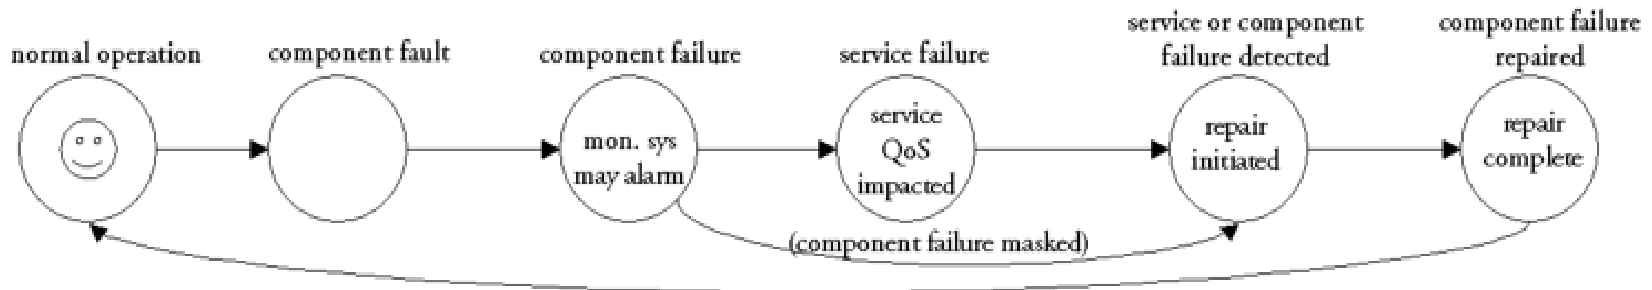 normal operation
component fault
component failure
service failure
service or component
failure detected
component failure
repaired
mon. sys
may alarm
service
QoS
impacted
repair
initiated
repair
complete
(component failure masked)